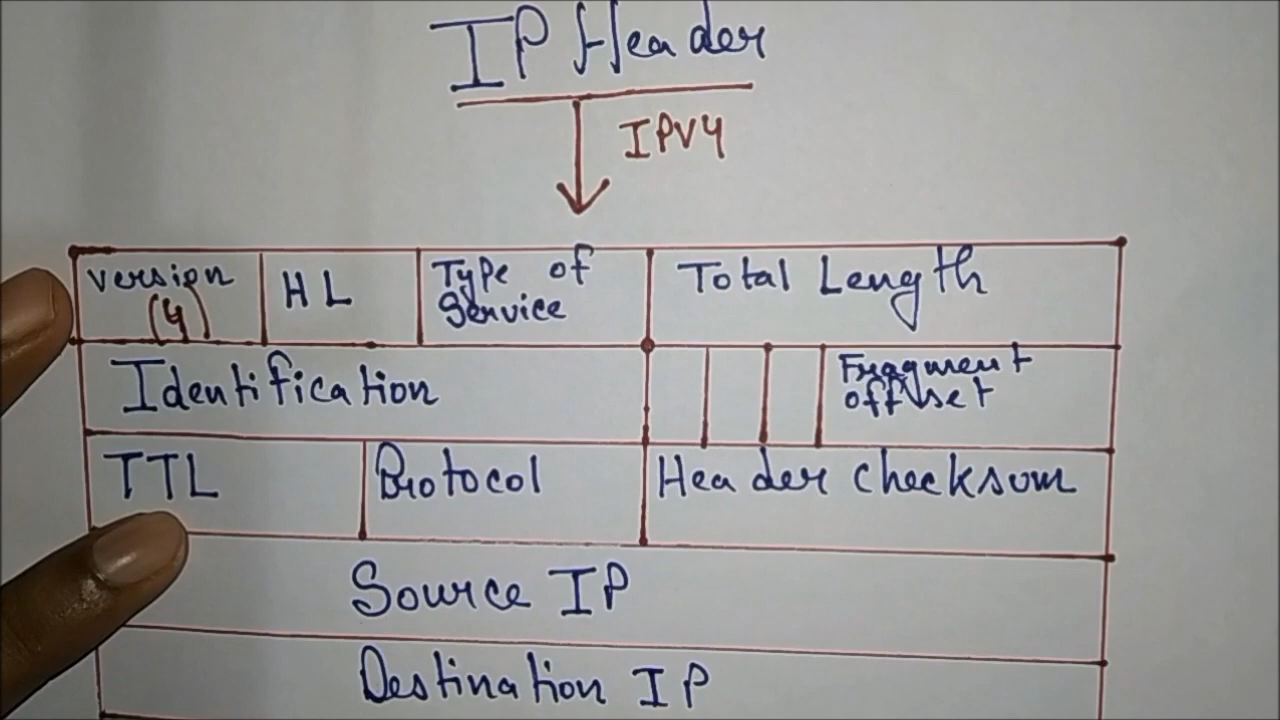 IP Header
IPV4
Version HL Type of Total Length
(4) Service
Identification Fragment
offset
TTL Protocol Header checksum
Source IP
Destination IP